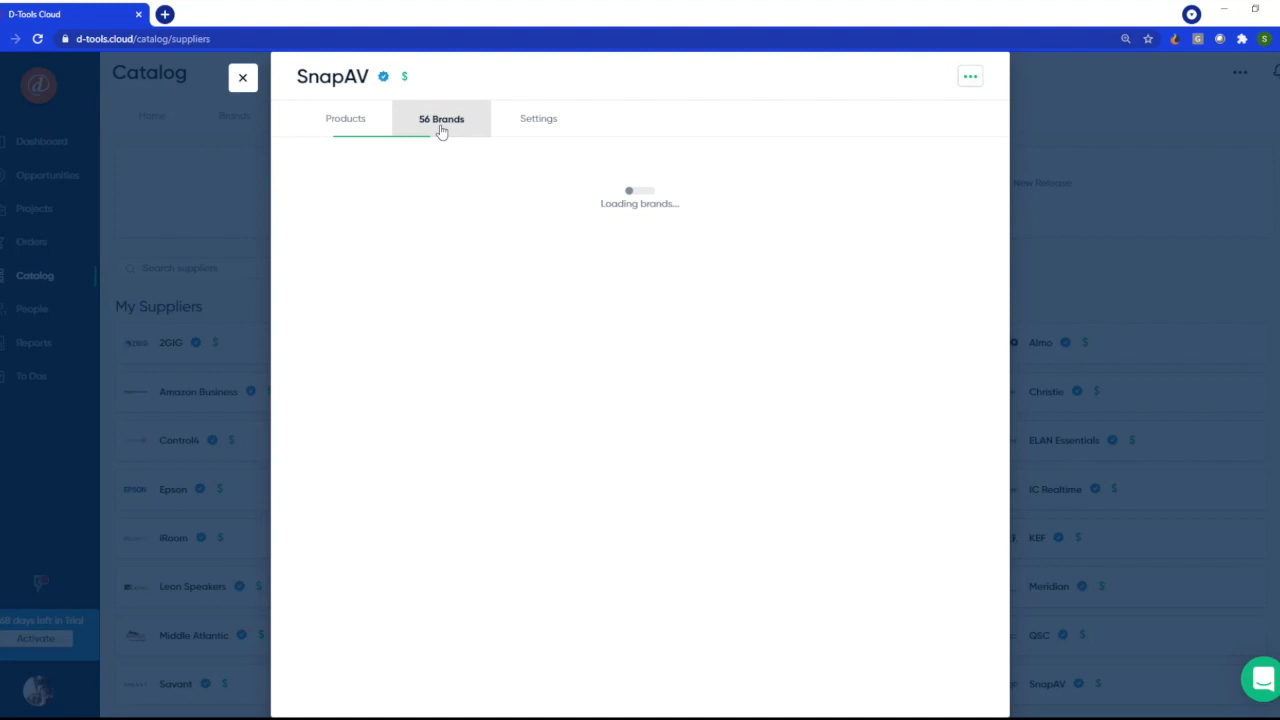 D-Tools Cloud
d-tools.cloud/catalog/suppliers
G
S
d
Catalog
SnapAV $
Home
Brands
Products
56 Brands
Settings
Dashboard
Opportunities
Projects
Orders
Catalog
People
Reports
To Dos
Loading brands...
New Release
Search suppliers
My Suppliers
2GIG $
Almo $
Amazon Business
Christie $
Control4 $
ELAN Essentials $
EPSON Epson $
IC Realtime $
iRoom $
KEF $
Leon Speakers $
Meridian $
68 days left in Trial
Activate
Middle Atlantic $
QSC $
Savant $
SnapAV $